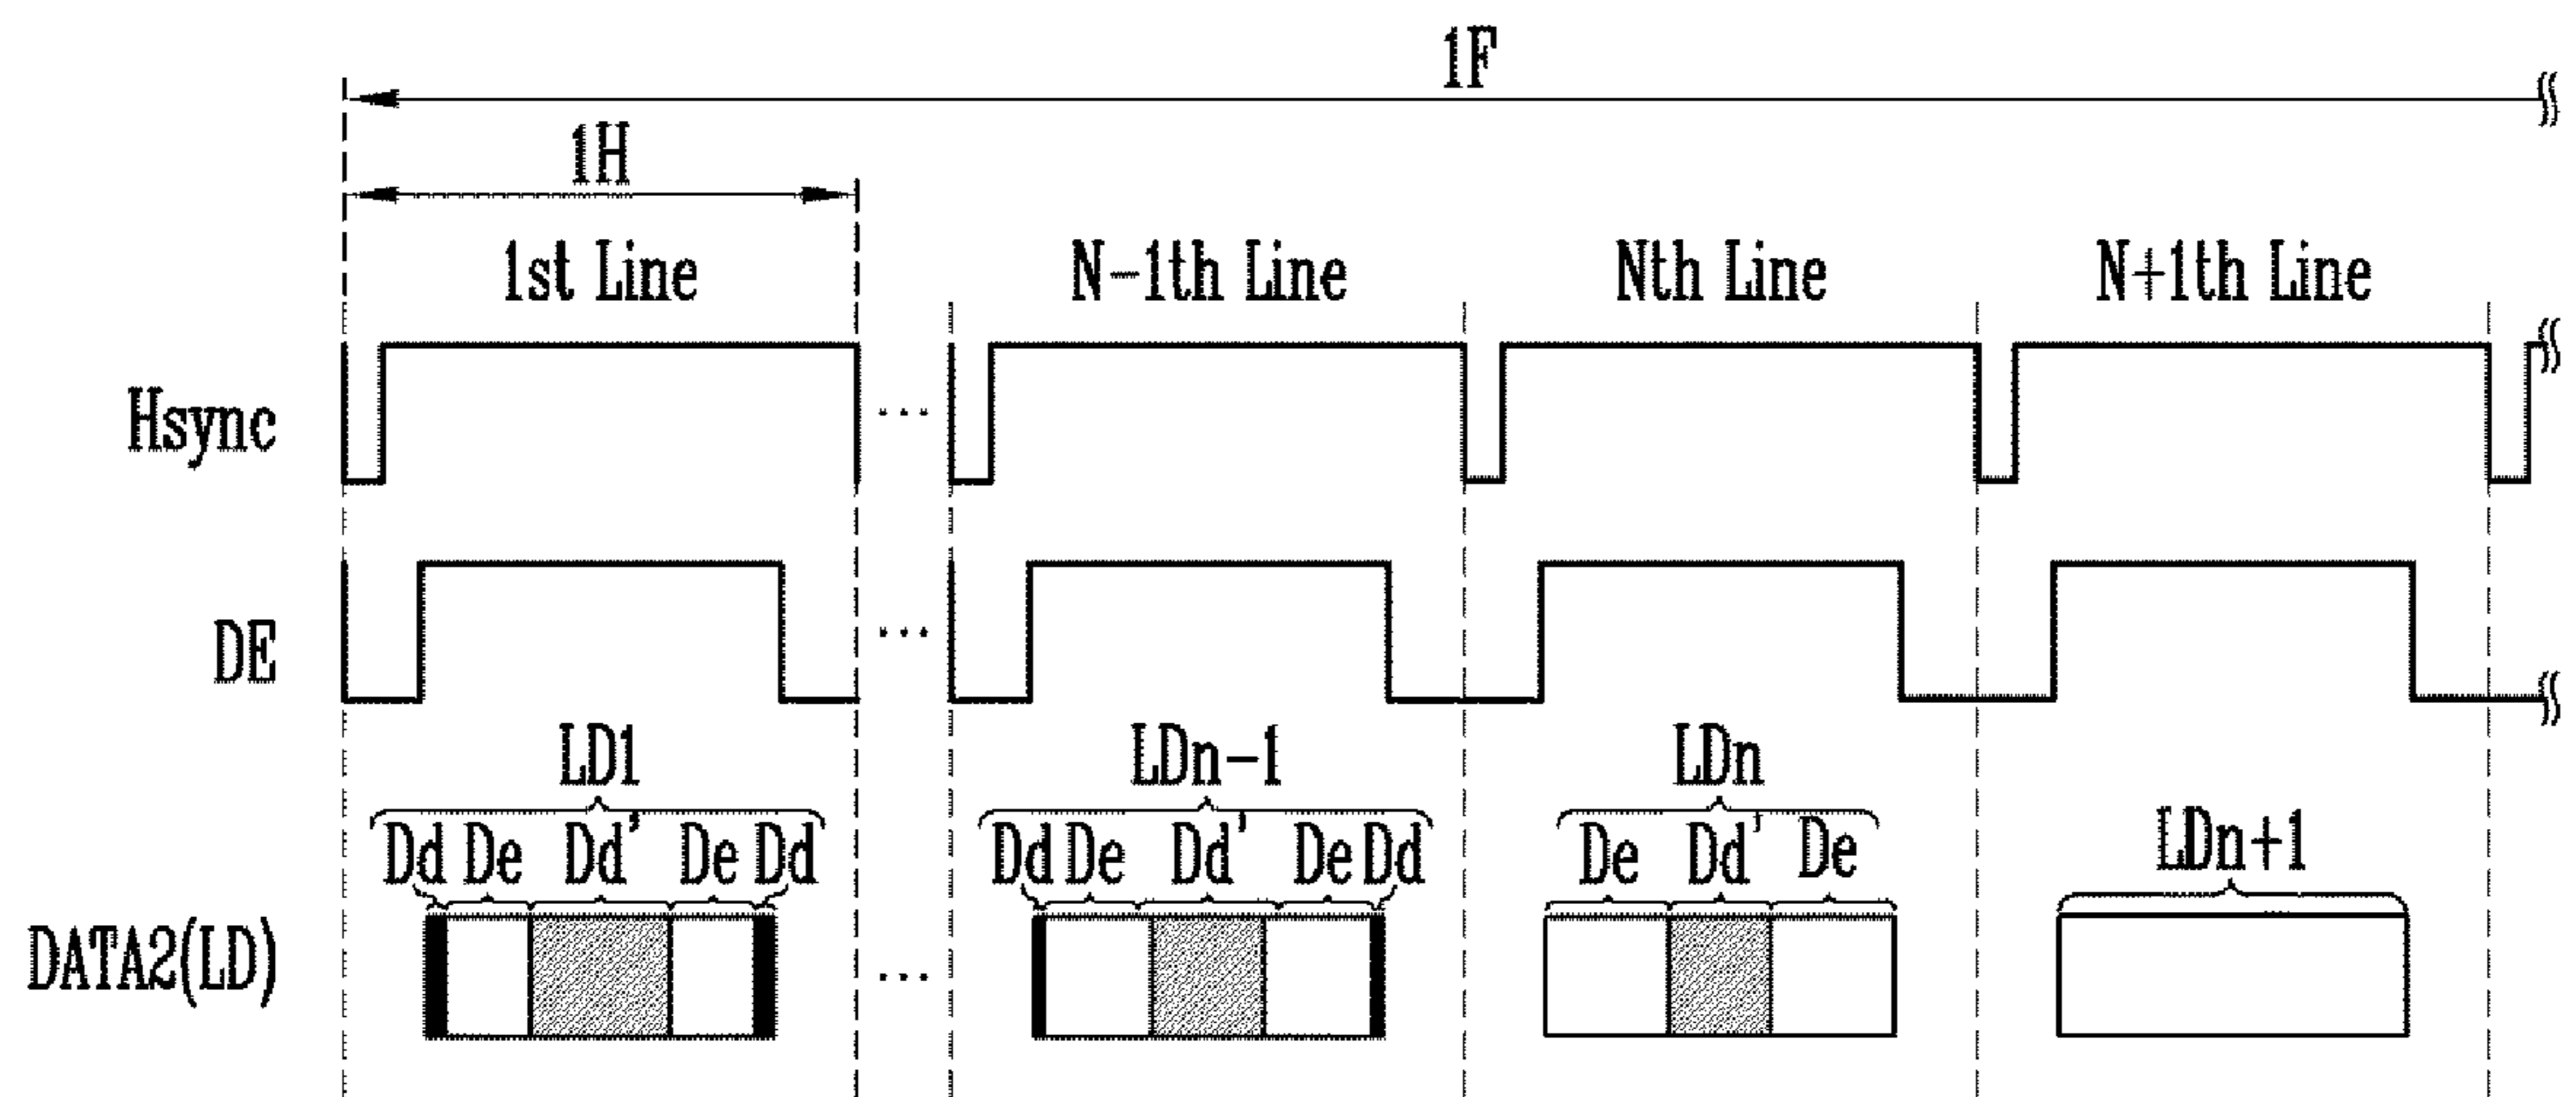 1F
1H
1st Line N-1th Line Nth Line N+1th Line
Hsync ...
DE ...
LD1 LDn-1 LDn LDn+1
Dd De Dd' De Dd Dd De Dd' De Dd De Dd' De
DATA2(LD) ...